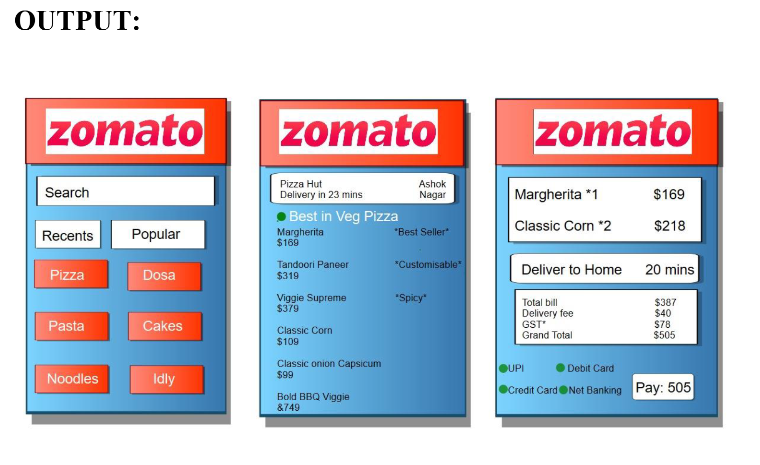 OUTPUT:
zomato
Search
Recents Popular
Pizza Dosa
Pasta Cakes
Noodles Idly
zomato
Pizza Hut Ashok
Delivery in 23 mins Nagar
Best in Veg Pizza
Margherita *Best Seller*
$169
Tandoori Paneer *Customisable*
$319
Viggie Supreme *Spicy*
$379
Classic Corn
$109
Classic onion Capsicum
$99
Bold BBQ Viggie
&749
zomato
Margherita *1 $169
Classic Corn *2 $218
Deliver to Home 20 mins
Total bill $387
Delivery fee $40
GST* $78
Grand Total $505
UPI Debit Card
Credit Card Net Banking
Pay: 505